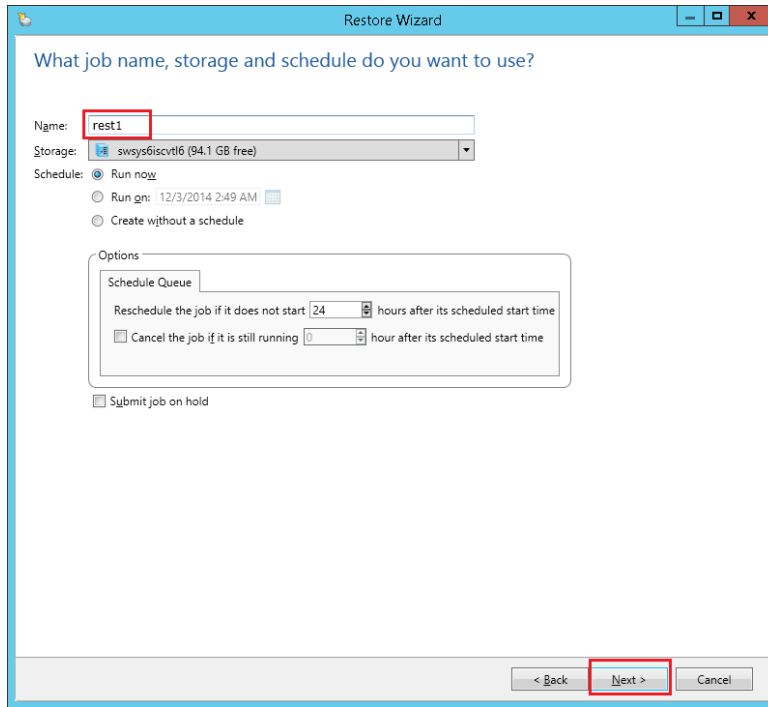 Restore Wizard
What job name, storage and schedule do you want to use?
Name: rest1
Storage: swsys6iscvtl6 (94.1 GB free)
Schedule: Run now
Run on: 12/3/2014 2:49 AM
Create without a schedule
Options
Schedule Queue
Reschedule the job if it does not start 24 hours after its scheduled start time
Cancel the job if it is still running 0 hour after its scheduled start time
Submit job on hold
< Back Next > Cancel